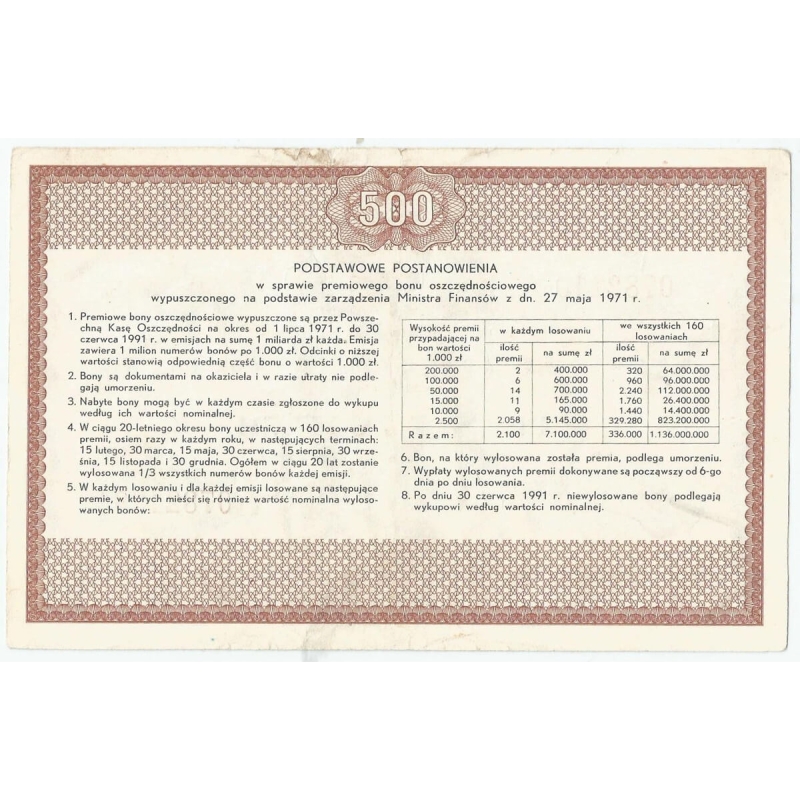 500
PODSTAWOWE POSTANOWIENIA
w sprawie premiowego bonu oszczędnościowego
wypuszczonego na podstawie zarządzenia Ministra Finansów z dn. 27 maja 1971 r.
1. Premiowe bony oszczędnościowe wypuszczone są przez Powsze-
chną Kasę Oszczędności na okres od 1 lipca 1971 r. do 30
czerwca 1991 r. w emisjach na sumę 1 miliarda zł każda. Emisja
zawiera 1 milion numerów bonów po 1.000 zł. Odcinki o niższej
wartości stanowią odpowiednią część bonu o wartości 1.000 zł.
2. Bony są dokumentami na okaziciela i w razie utraty nie podle-
gają umorzeniu.
3. Nabyte bony mogą być w każdym czasie zgłoszone do wykupu
według ich wartości nominalnej.
4. W ciągu 20-letniego okresu bony uczestniczą w 160 losowaniach
premii, osiem razy w każdym roku, w następujących terminach:
15 lutego, 30 marca, 15 maja, 30 czerwca, 15 sierpnia, 30 wrze-
śnia, 15 listopada i 30 grudnia. Ogółem w ciągu 20 lat zostanie
wylosowane 1/3 wszystkich numerów bonów każdej emisji.
5. W każdym losowaniu i dla każdej emisji losowane są następujące
premie, w których mieści się również wartość nominalna wyloso-
wanych bonów:
Wysokość premii przypadającej na bon wartości 1.000 zł | w każdym losowaniu | we wszystkich 160 losowaniach
ilość premii | na sumę zł | ilość premii | na sumę zł
200.000 | 2 | 400.000 | 320 | 64.000.000
100.000 | 6 | 600.000 | 960 | 96.000.000
50.000 | 14 | 700.000 | 2.240 | 112.000.000
15.000 | 11 | 165.000 | 1.760 | 26.400.000
10.000 | 9 | 90.000 | 1.440 | 14.400.000
2.500 | 2.058 | 5.145.000 | 329.280 | 823.200.000
Razem: | 2.100 | 7.100.000 | 336.000 | 1.136.000.000
6. Bon, na który wylosowana została premia, podlega umorzeniu.
7. Wypłaty wylosowanych premii dokonywane są począwszy od 6-go
dnia po dniu losowania.
8. Po dniu 30 czerwca 1991 r. niewylosowane bony podlegają
wykupowi według wartości nominalnej.